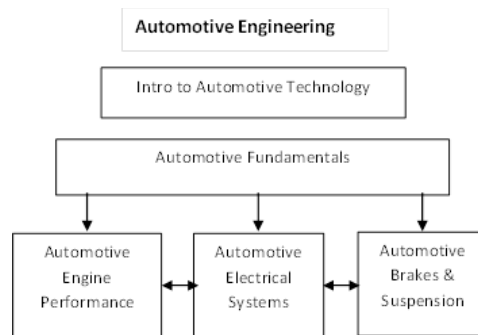 Automotive Engineering
Intro to Automotive Technology
Automotive Fundamentals
Automotive
Engine
Performance
Automotive
Electrical
Systems
Automotive
Brakes &
Suspension